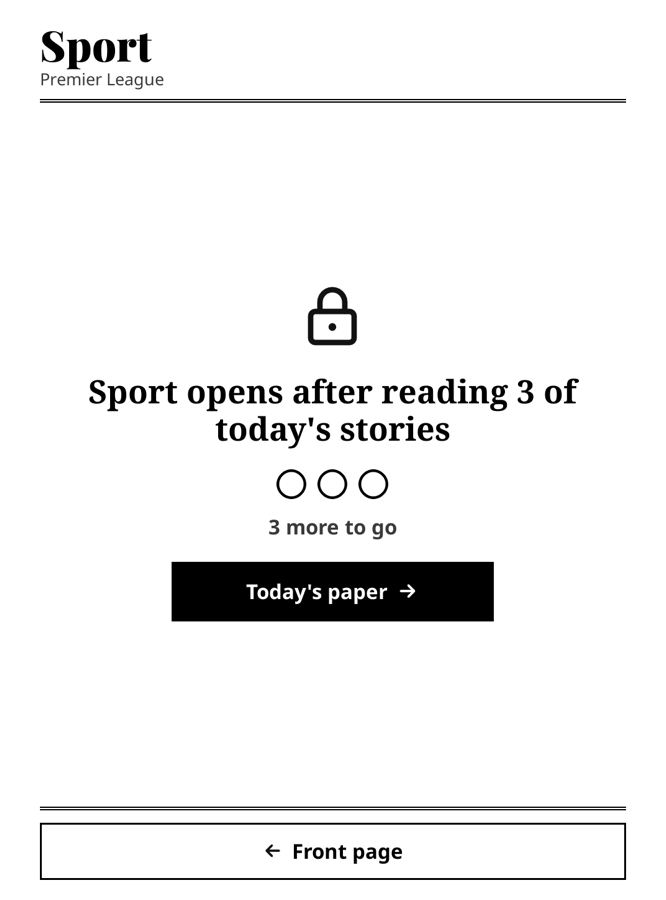 Sport
Premier League
Sport opens after reading 3 of
today's stories
3 more to go
Today's paper →
← Front page